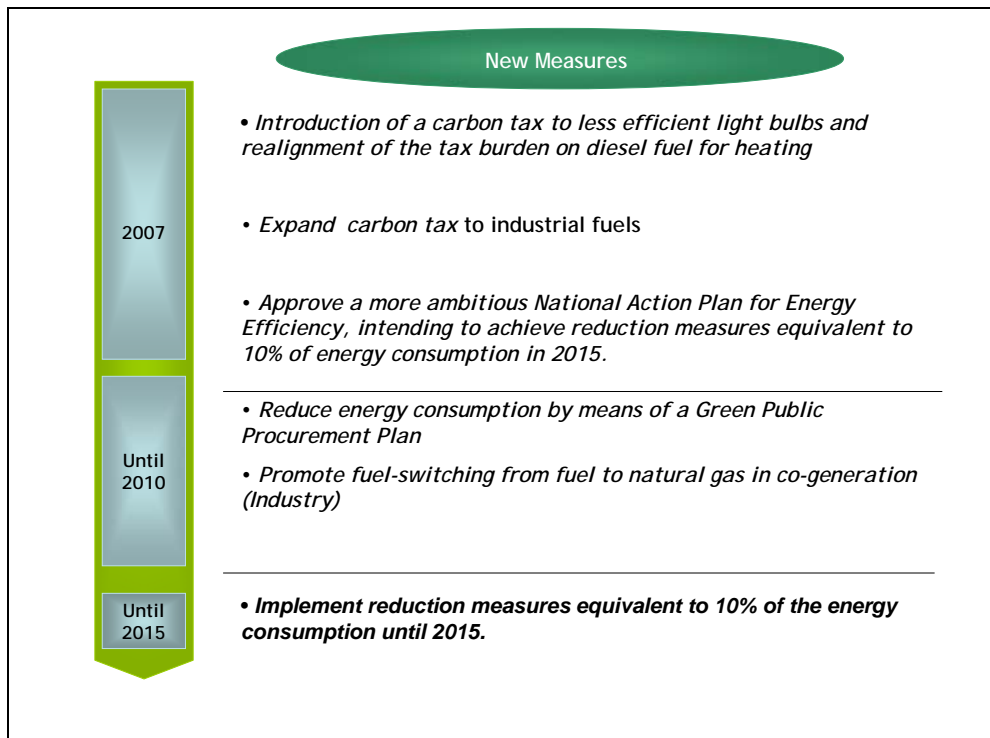 New Measures
2007
• Introduction of a carbon tax to less efficient light bulbs and
realignment of the tax burden on diesel fuel for heating
• Expand carbon tax to industrial fuels
• Approve a more ambitious National Action Plan for Energy
Efficiency, intending to achieve reduction measures equivalent to
10% of energy consumption in 2015.
Until
2010
• Reduce energy consumption by means of a Green Public
Procurement Plan
• Promote fuel-switching from fuel to natural gas in co-generation
(Industry)
Until
2015
• Implement reduction measures equivalent to 10% of the energy
consumption until 2015.